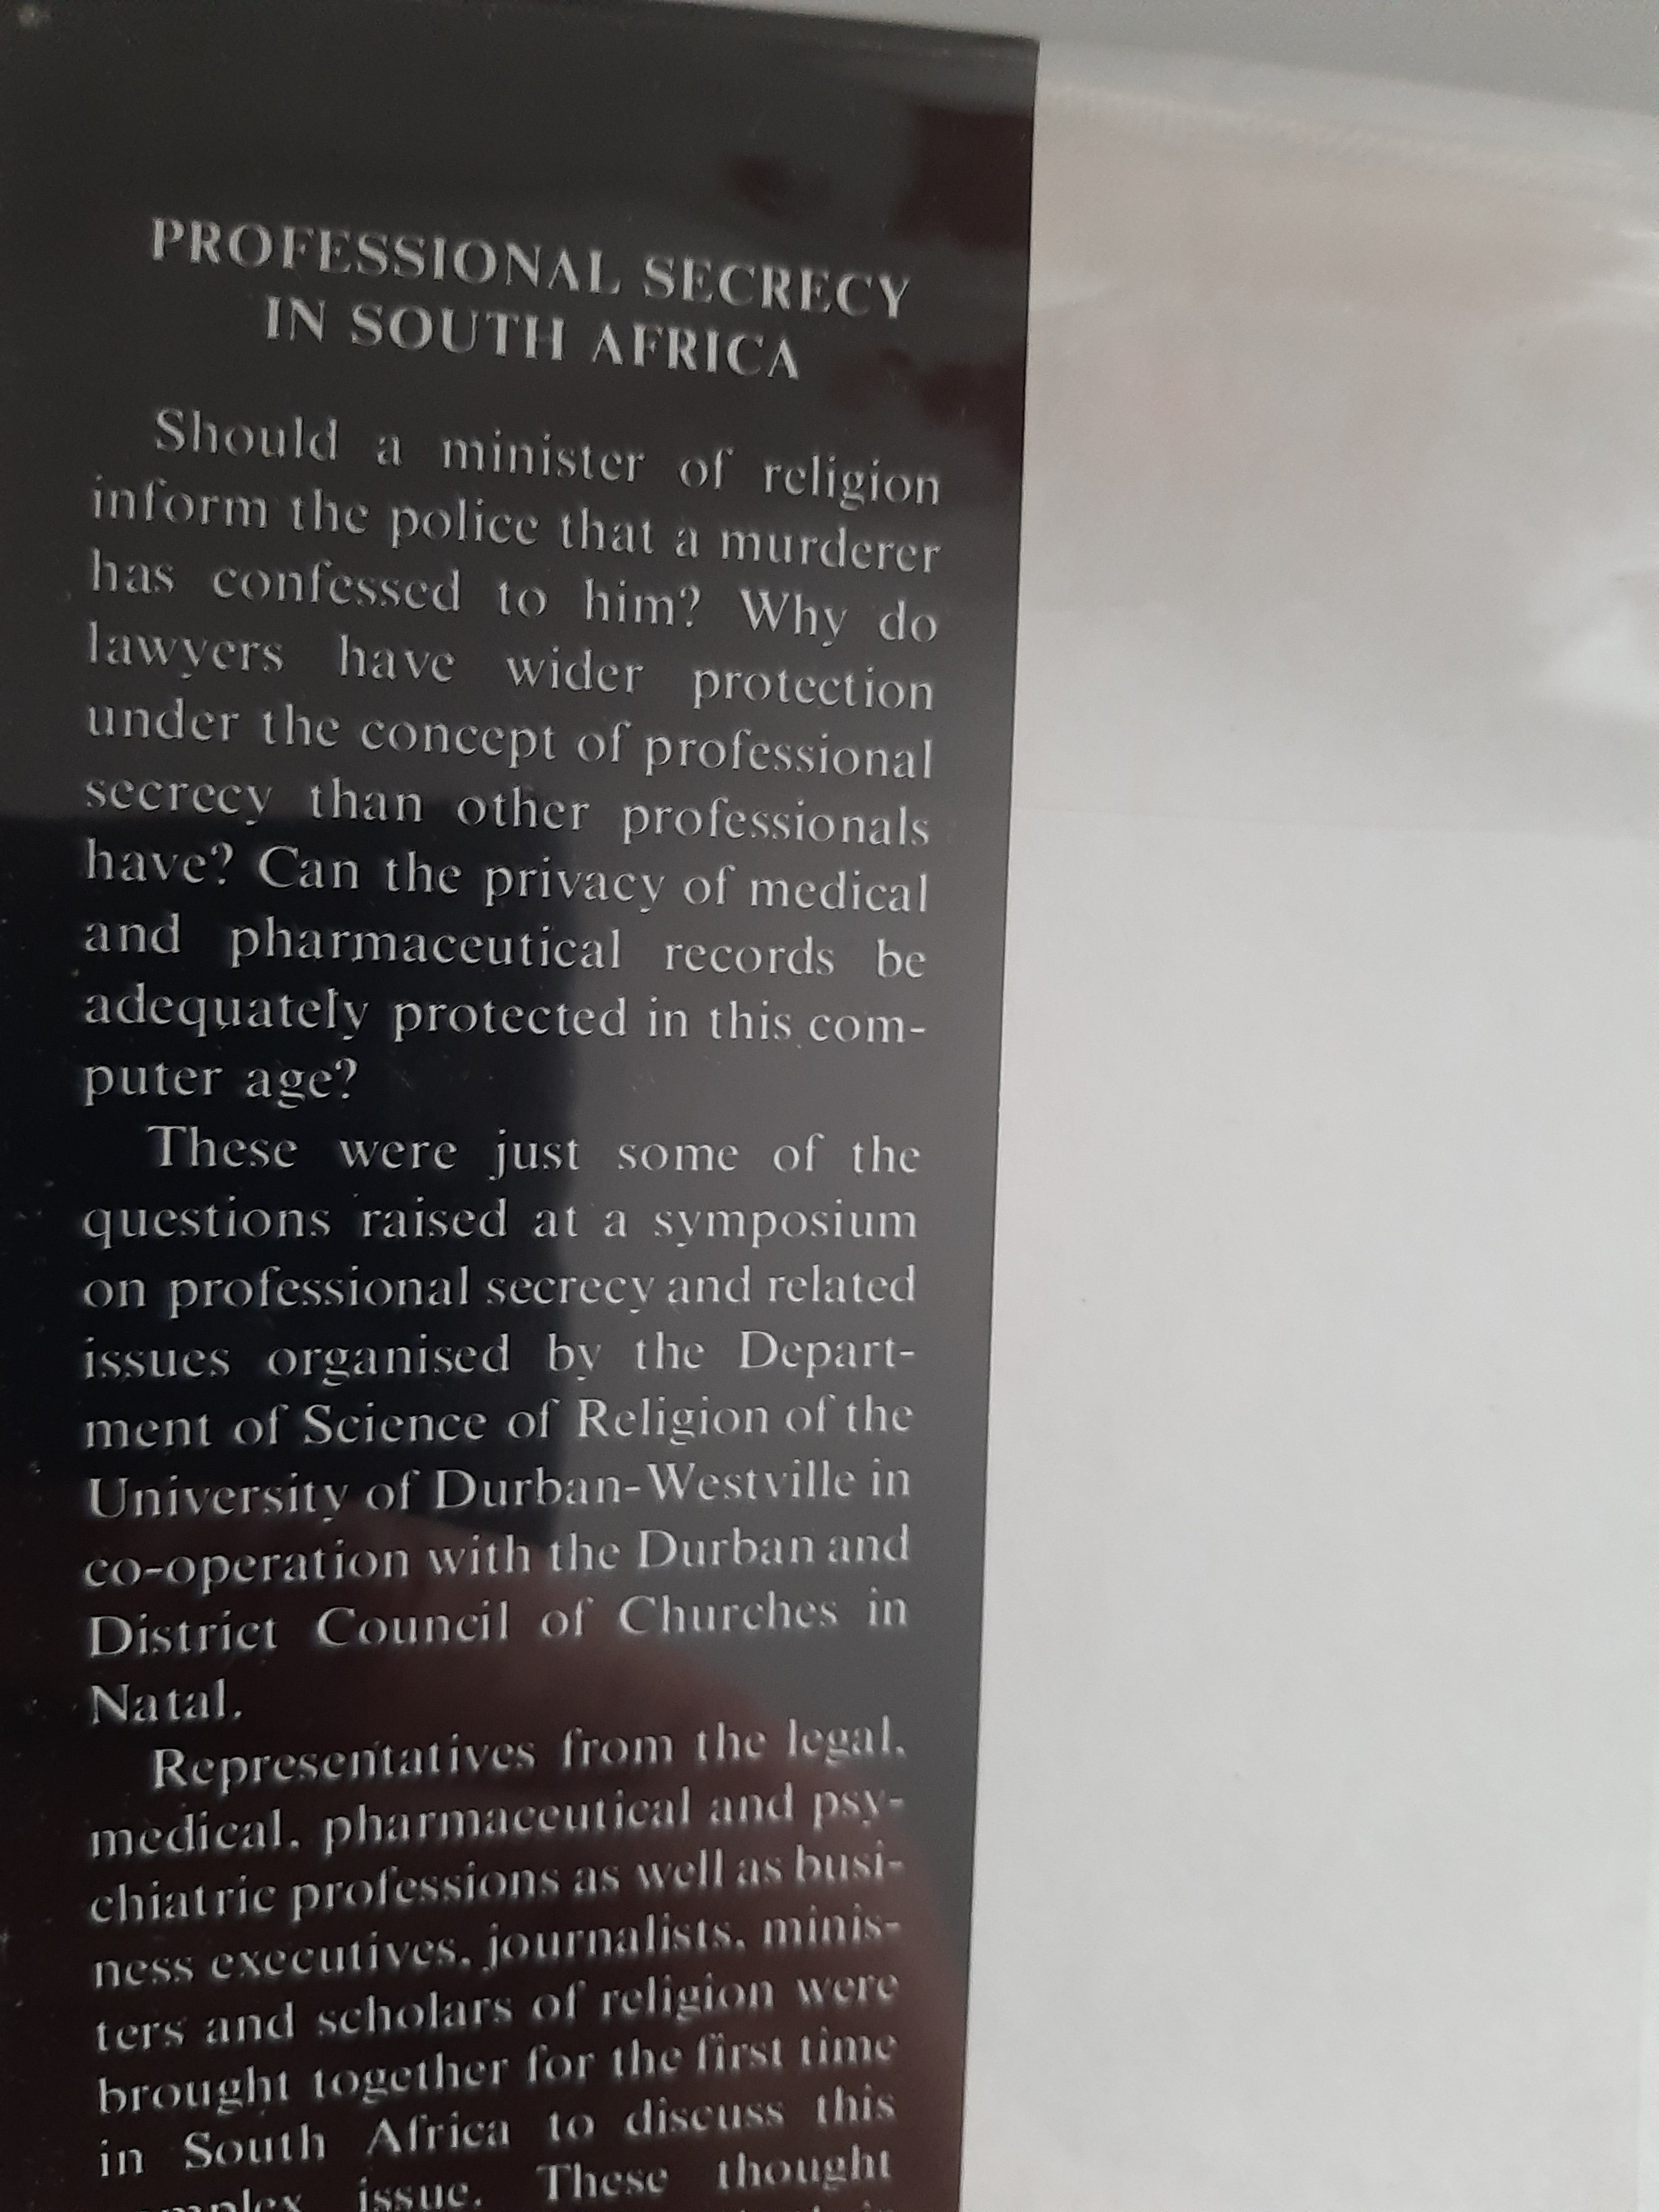 PROFESSIONAL SECRECY
IN SOUTH AFRICA
Should a minister of religion
inform the police that a murderer
has confessed to him? Why do
lawyers have wider protection
under the concept of professional
secrecy than other professionals
have? Can the privacy of medical
and pharmaceutical records be
adequately protected in this com-
puter age?
These were just some of the
questions raised at a symposium
on professional secrecy and related
issues organised by the Depart-
ment of Science of Religion of the
University of Durban-Westville in
co-operation with the Durban and
District Council of Churches in
Natal.
Representatives from the legal,
medical, pharmaceutical and psy-
chiatric professions as well as busi-
ness executives, journalists, minis-
ters and scholars of religion were
brought together for the first time
in South Africa to discuss this
issue. These thought